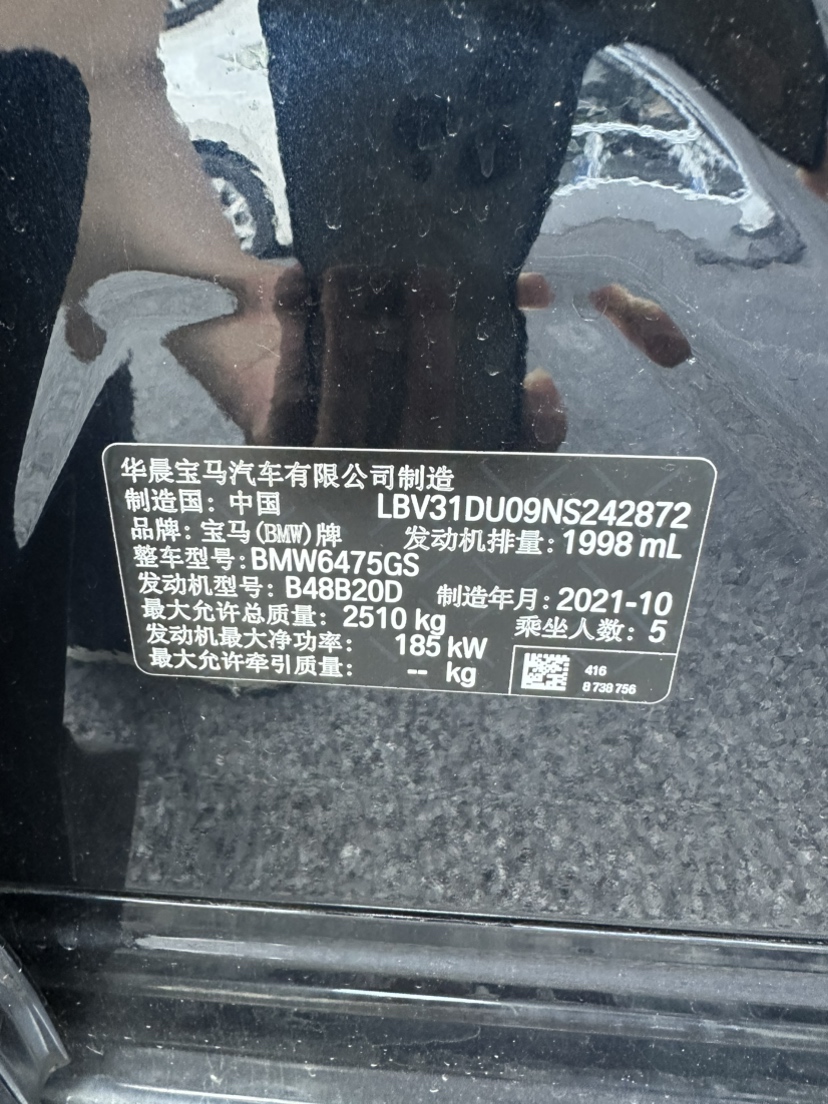 华晨宝马汽车有限公司制造
制造国: 中国 LBV31DU09NS242872
品牌: 宝马(BMW)牌 发动机排量: 1998 mL
整车型号: BMW6475GS
发动机型号: B48B20D 制造年月: 2021-10
最大允许总质量: 2510 kg 乘坐人数: 5
发动机最大净功率: 185 kW
最大允许牵引质量: -- kg
416
8 738 756